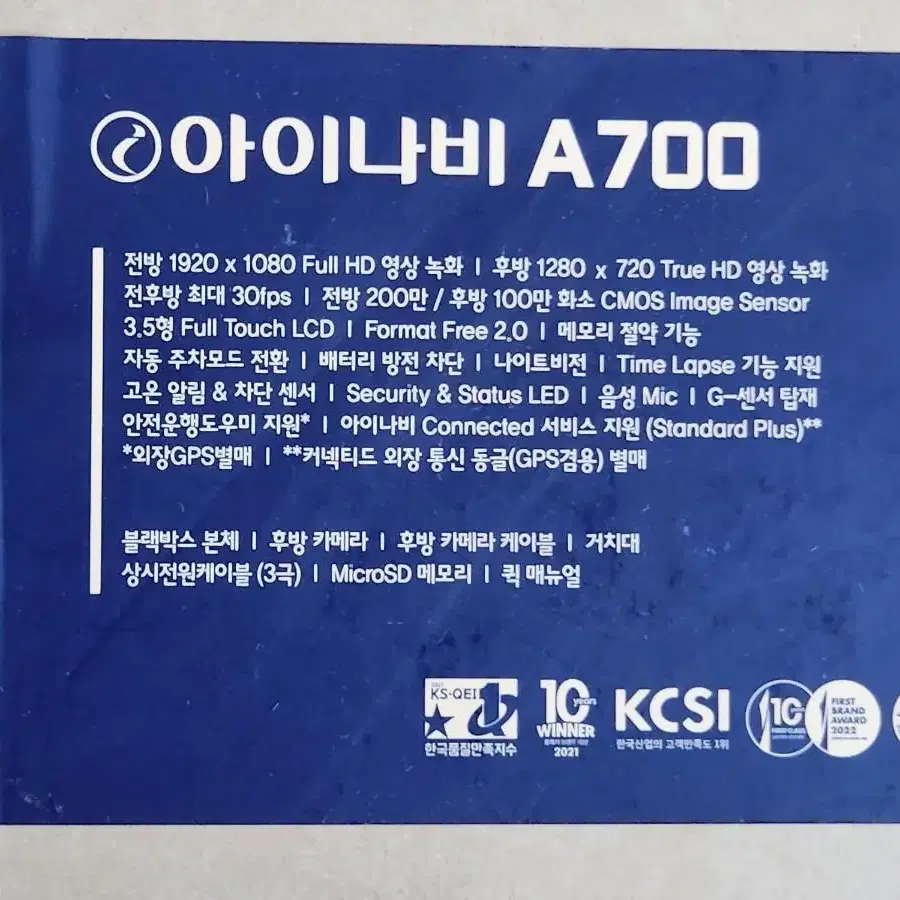 아이나비 A700
전방 1920 x 1080 Full HD 영상 녹화 | 후방 1280 x 720 True HD 영상 녹화
전후방 최대 30fps | 전방 200만 / 후방 100만 화소 CMOS Image Sensor
3.5형 Full Touch LCD | Format Free 2.0 | 메모리 절약 기능
자동 주차모드 전환 | 배터리 방전 차단 | 나이트비전 | Time Lapse 기능 지원
고온 알림 & 차단 센서 | Security & Status LED | 음성 Mic | G-센서 탑재
안전운행도우미 지원* | 아이나비 Connected 서비스 지원 (Standard Plus)**
*외장GPS별매 | **커넥티드 외장 통신 동글(GPS겸용) 별매
블랙박스 본체 | 후방 카메라 | 후방 카메라 케이블 | 거치대
상시전원케이블 (3극) | MicroSD 메모리 | 퀵 매뉴얼
KS-QEI
한국품질만족지수
10 years
WINNER
2021
KCSI
한국산업의 고객만족도 1위
10
FIRST
BRAND
AWARD
2022